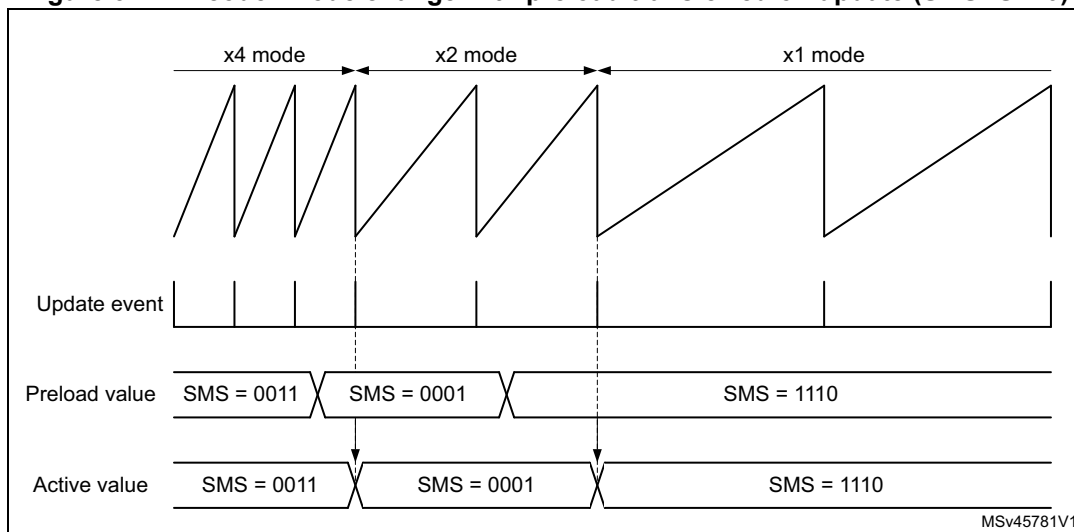 x4 mode x2 mode x1 mode
Update event
Preload value SMS = 0011 SMS = 0001 SMS = 1110
Active value SMS = 0011 SMS = 0001 SMS = 1110
MSv45781V1